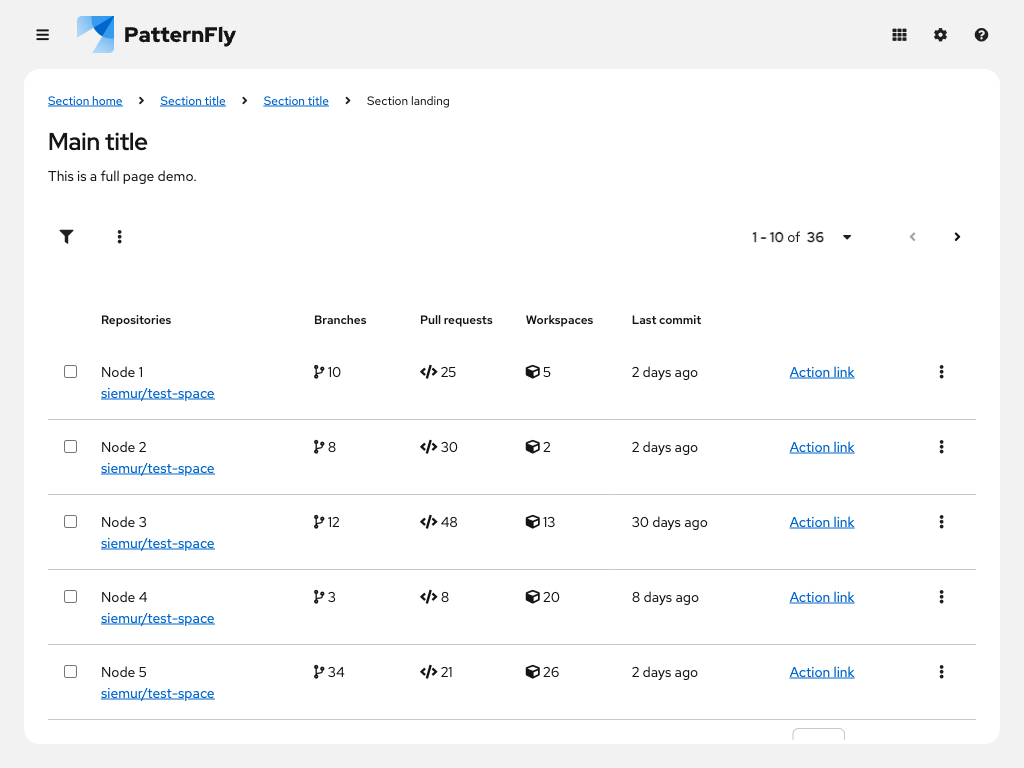 PatternFly
Section home Section title Section title Section landing
Main title
This is a full page demo.
1 - 10 of 36
Repositories Branches Pull requests Workspaces Last commit
Node 1 10 25 5 2 days ago Action link
siemur/test-space
Node 2 8 30 2 2 days ago Action link
siemur/test-space
Node 3 12 48 13 30 days ago Action link
siemur/test-space
Node 4 3 8 20 8 days ago Action link
siemur/test-space
Node 5 34 21 26 2 days ago Action link
siemur/test-space